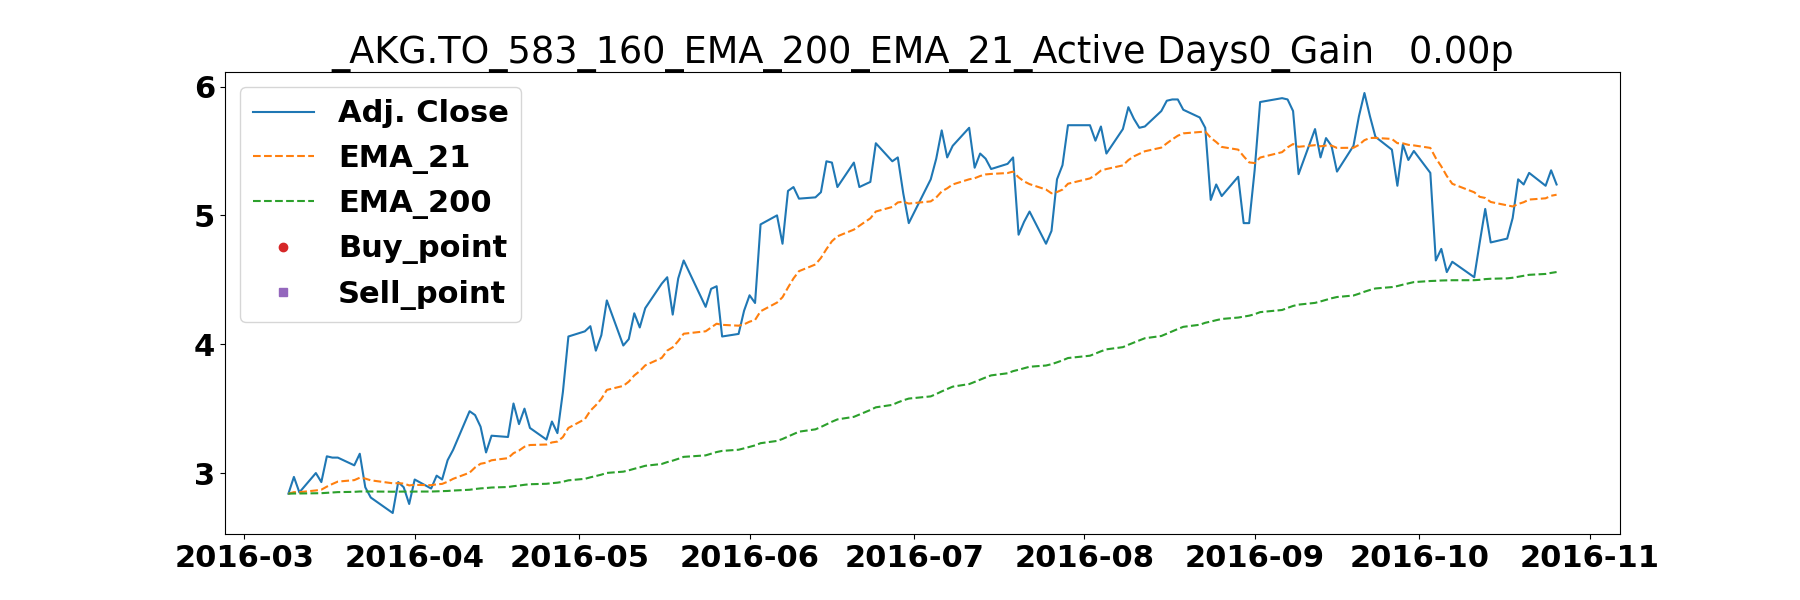 _AKG.TO_583_160_EMA_200_EMA_21_Active Days0_Gain   0.00p
6
5
4
3
Adj. Close
EMA_21
EMA_200
Buy_point
Sell_point
2016-03 2016-04 2016-05 2016-06 2016-07 2016-08 2016-09 2016-10 2016-11